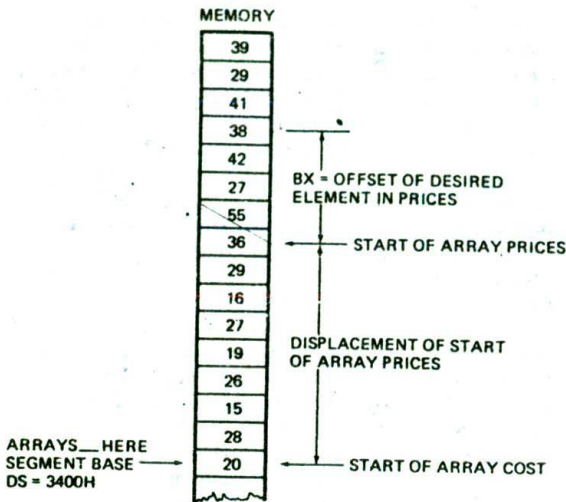 MEMORY
39
29
41
38
42
27
BX = OFFSET OF DESIRED
ELEMENT IN PRICES
55
36
START OF ARRAY PRICES
29
16
27
DISPLACEMENT OF START
OF ARRAY PRICES
19
26
15
28
ARRAYS__HERE
SEGMENT BASE
DS = 3400H
20
START OF ARRAY COST